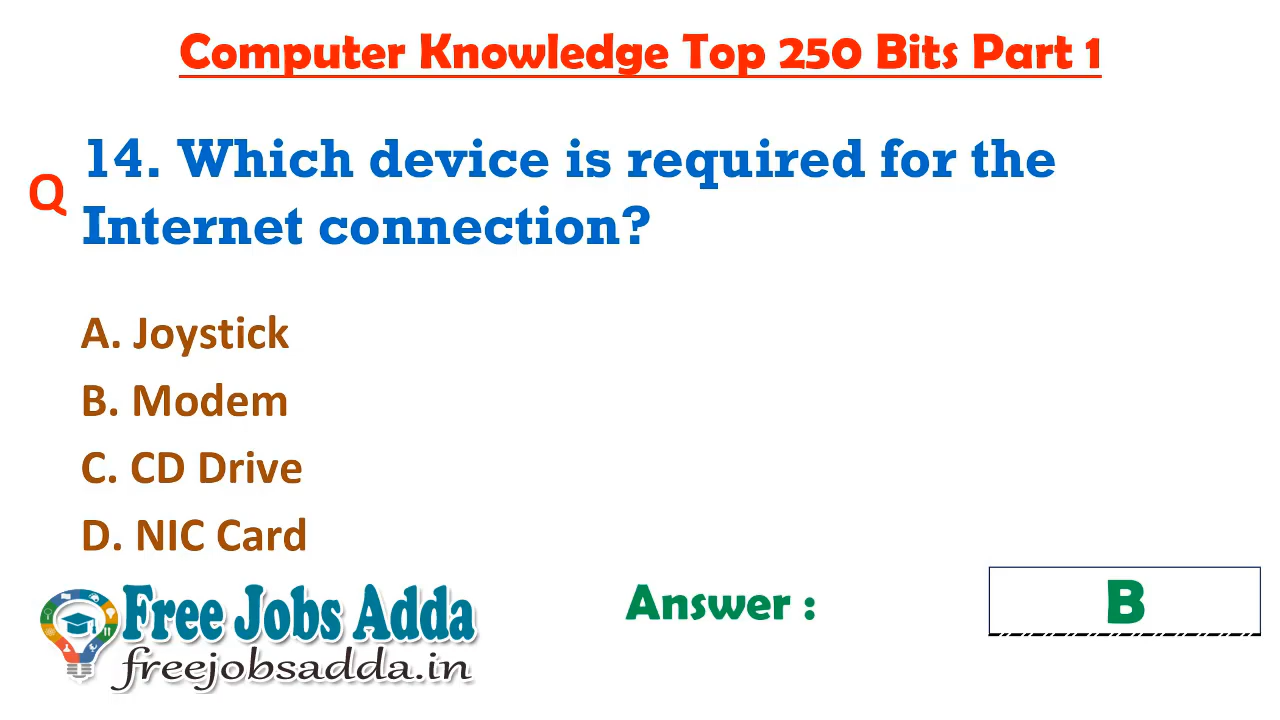 Computer Knowledge Top 250 Bits Part 1
Q
14. Which device is required for the
Internet connection?
A. Joystick
B. Modem
C. CD Drive
D. NIC Card
Free Jobs Adda
freejobsadda.in
Answer :
B